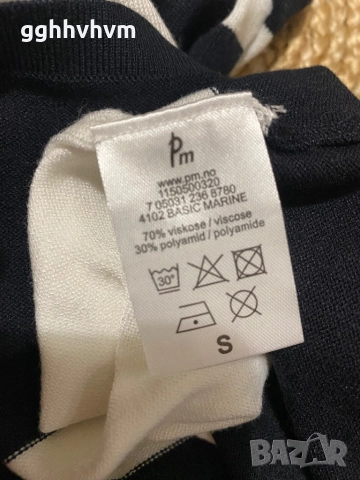 gghhvhvm
Pm
www.pm.no
1150500320
7 05031 236 8780
4102 BASIC MARINE
70% viskose / viscose
30% polyamid / polyamide
30°
S
BAZAR